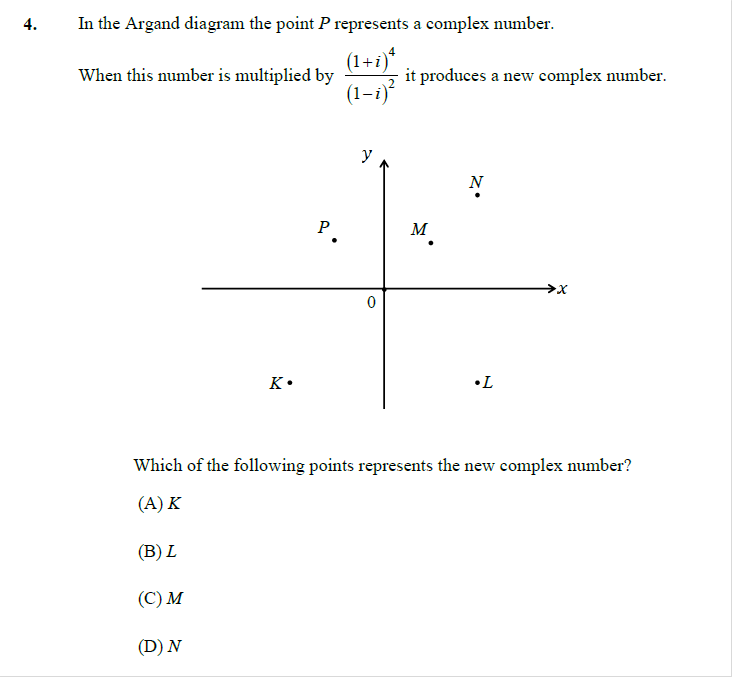 4. In the Argand diagram the point P represents a complex number.
When this number is multiplied by (1+i)^4 / (1−i)^2 it produces a new complex number.
y
N
P
M
x
0
K
L
Which of the following points represents the new complex number?
(A) K
(B) L
(C) M
(D) N